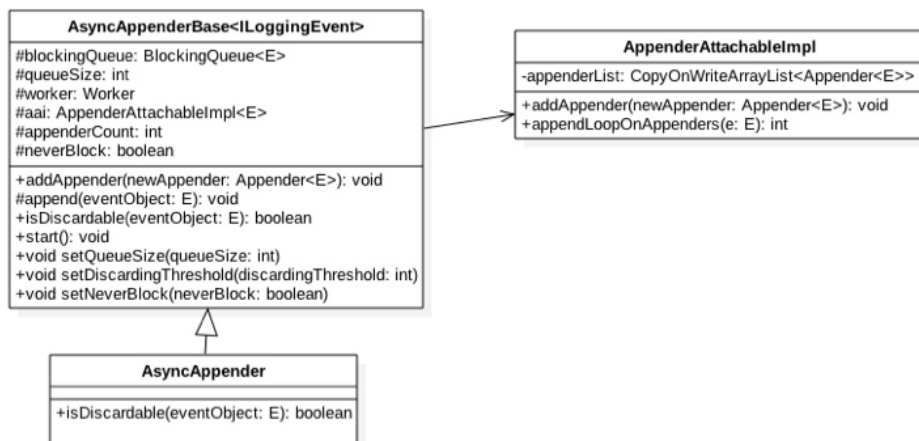 AsyncAppenderBase<ILoggingEvent>
#blockingQueue: BlockingQueue<E>
#queueSize: int
#worker: Worker
#aai: AppenderAttachableImpl<E>
#appenderCount: int
#neverBlock: boolean
+addAppender(newAppender: Appender<E>): void
#append(eventObject: E): void
+isDiscardable(eventObject: E): boolean
+start(): void
+void setQueueSize(queueSize: int)
+void setDiscardingThreshold(discardingThreshold: int)
+void setNeverBlock(neverBlock: boolean)
AppenderAttachableImpl
-appenderList: CopyOnWriteArrayList<Appender<E>>
+addAppender(newAppender: Appender<E>): void
+appendLoopOnAppenders(e: E): int
AsyncAppender
+isDiscardable(eventObject: E): boolean